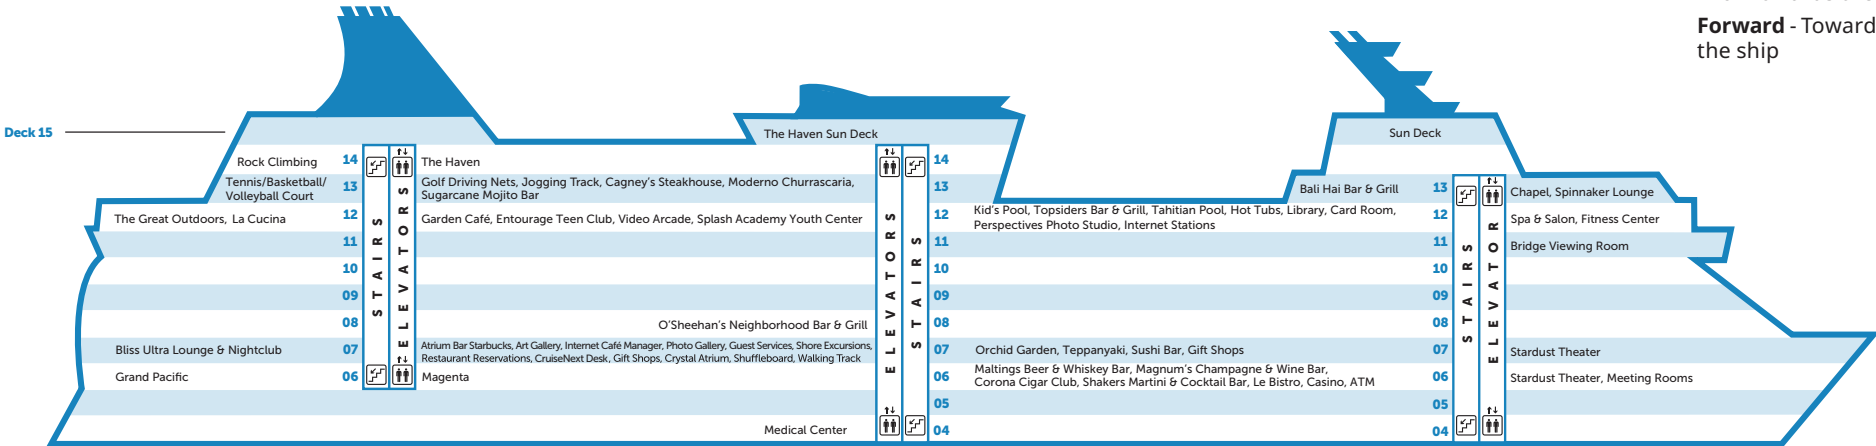 Forward - Toward
the ship
Deck 15
The Haven Sun Deck
Sun Deck
Rock Climbing
14
The Haven
14
Tennis/Basketball/
Volleyball Court
13
Golf Driving Nets, Jogging Track, Cagney's Steakhouse, Moderno Churrascaria,
Sugarcane Mojito Bar
13
Bali Hai Bar & Grill
13
Chapel, Spinnaker Lounge
The Great Outdoors, La Cucina
12
Garden Café, Entourage Teen Club, Video Arcade, Splash Academy Youth Center
12
Kid's Pool, Topsiders Bar & Grill, Tahitian Pool, Hot Tubs, Library, Card Room,
Perspectives Photo Studio, Internet Stations
12
Spa & Salon, Fitness Center
11
11
11
Bridge Viewing Room
10
10
10
09
09
09
08
O'Sheehan's Neighborhood Bar & Grill
08
08
Bliss Ultra Lounge & Nightclub
07
Atrium Bar Starbucks, Art Gallery, Internet Café Manager, Photo Gallery, Guest Services, Shore Excursions,
Restaurant Reservations, CruiseNext Desk, Gift Shops, Crystal Atrium, Shuffleboard, Walking Track
07
Orchid Garden, Teppanyaki, Sushi Bar, Gift Shops
07
Stardust Theater
Grand Pacific
06
Magenta
06
Maltings Beer & Whiskey Bar, Magnum's Champagne & Wine Bar,
Corona Cigar Club, Shakers Martini & Cocktail Bar, Le Bistro, Casino, ATM
06
Stardust Theater, Meeting Rooms
05
05
Medical Center
04
04
STAIRS
ELEVATORS
ELEVATORS
STAIRS
STAIRS
ELEVATOR